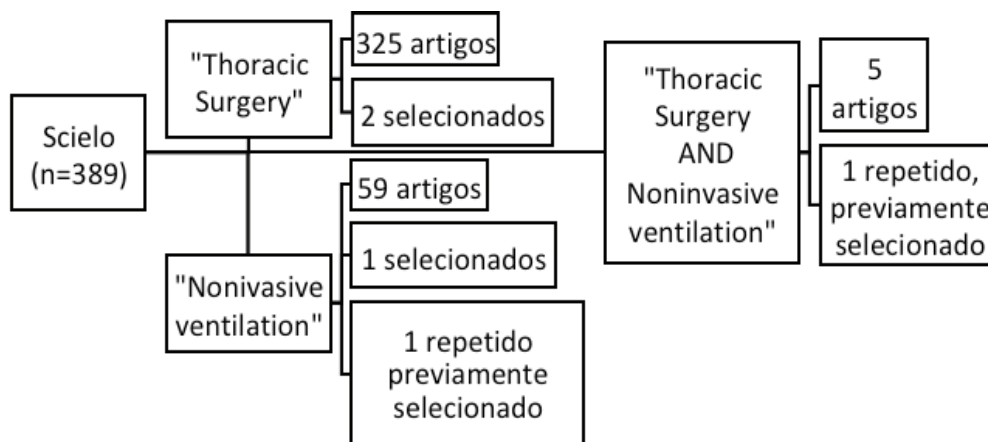 Scielo
(n=389)
"Thoracic
Surgery"
325 artigos
2 selecionados
"Nonivasive
ventilation"
59 artigos
1 selecionados
1 repetido
previamente
selecionado
"Thoracic
Surgery
AND
Noninvasive
ventilation"
5
artigos
1 repetido,
previamente
selecionado